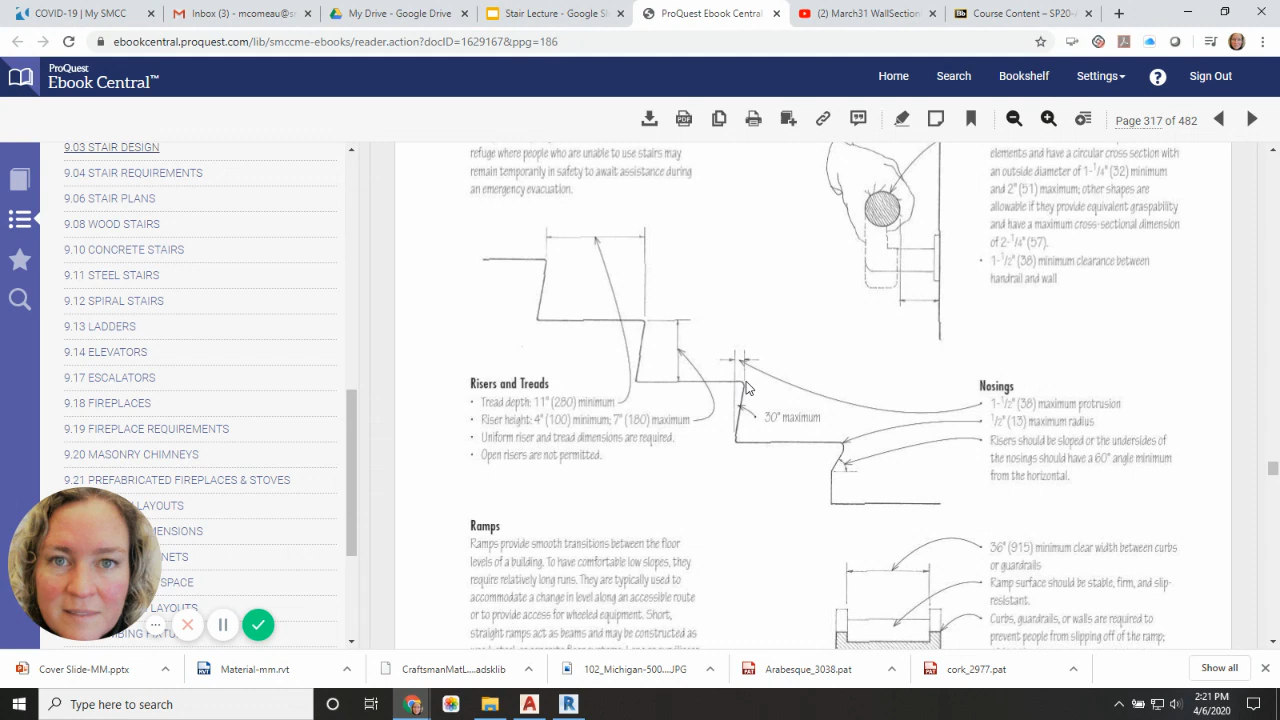 COVID-19 | My SMCC
Inbox (3) - mcomeau@s
My Drive - Google Drive
Stair Lecture - Google S
ProQuest Ebook Central
(2) March31 WallSection
Course Content – SP20-
ebookcentral.proquest.com/lib/smccme-ebooks/reader.action?docID=1629167&ppg=186
ProQuest
Ebook Central™
Home
Search
Bookshelf
Settings
Sign Out
Page 317 of 482
9.03 STAIR DESIGN
9.04 STAIR REQUIREMENTS
9.06 STAIR PLANS
9.08 WOOD STAIRS
9.10 CONCRETE STAIRS
9.11 STEEL STAIRS
9.12 SPIRAL STAIRS
9.13 LADDERS
9.14 ELEVATORS
9.17 ESCALATORS
9.18 FIREPLACES
9.19 FIREPLACE REQUIREMENTS
9.20 MASONRY CHIMNEYS
9.21 PREFABRICATED FIREPLACES & STOVES
LAYOUTS
MENSIONS
NETS
SPACE
LAYOUTS
refuge where people who are unable to use stairs may
remain temporarily in safety to await assistance during
an emergency evacuation.
elements and have a circular cross section with
an outside diameter of 1-1/4" (32) minimum
and 2" (51) maximum; other shapes are
allowable if they provide equivalent graspability
and have a maximum cross-sectional dimension
of 2-1/4" (57).
• 1-1/2" (38) minimum clearance between
handrail and wall
Risers and Treads
• Tread depth: 11" (280) minimum
• Riser height: 4" (100) minimum; 7" (180) maximum
• Uniform riser and tread dimensions are required.
• Open risers are not permitted.
30° maximum
Nosings
• 1-1/2" (38) maximum protrusion
• 1/2" (13) maximum radius
• Risers should be sloped or the undersides of
the nosings should have a 60° angle minimum
from the horizontal.
Ramps
Ramps provide smooth transitions between the floor
levels of a building. To have comfortable low slopes, they
require relatively long runs. They are typically used to
accommodate a change in level along an accessible route
or to provide access for wheeled equipment. Short,
straight ramps act as beams and may be constructed as
• 36" (915) minimum clear width between curbs
or guardrails
• Ramp surface should be stable, firm, and slip-
resistant.
• Curbs, guardrails, or walls are required to
prevent people from slipping off of the ramp;
Cover Slide-MM.pptx
Material-mm.rvt
CraftsmanMatL....adsklib
102_Michigan-500....JPG
Arabesque_3038.pat
cork_2977.pat
Show all
Type here to search
2:21 PM
4/6/2020